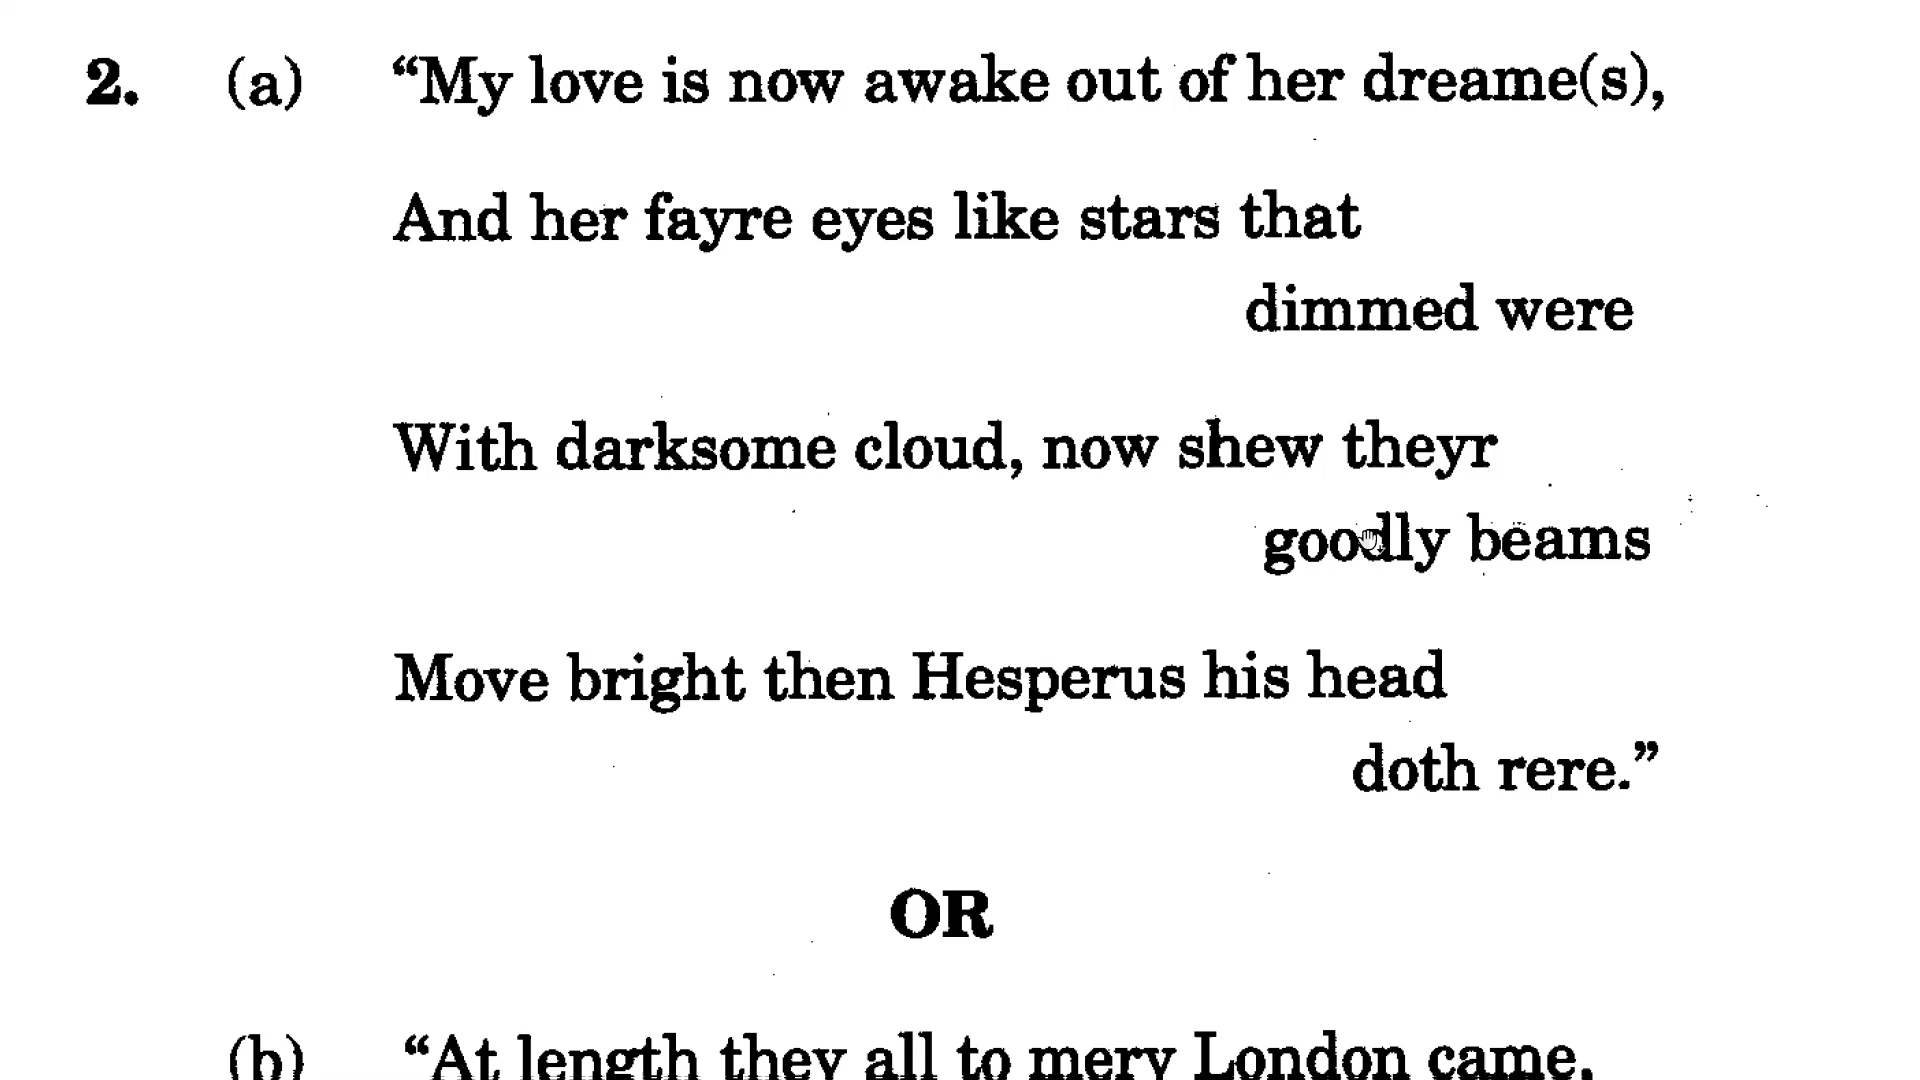 2. (a) “My love is now awake out of her dreame(s),
And her fayre eyes like stars that
dimmed were
With darksome cloud, now shew theyr
goodly beams
Move bright then Hesperus his head
doth rere.”
OR
(b) “At length they all to mery London came,